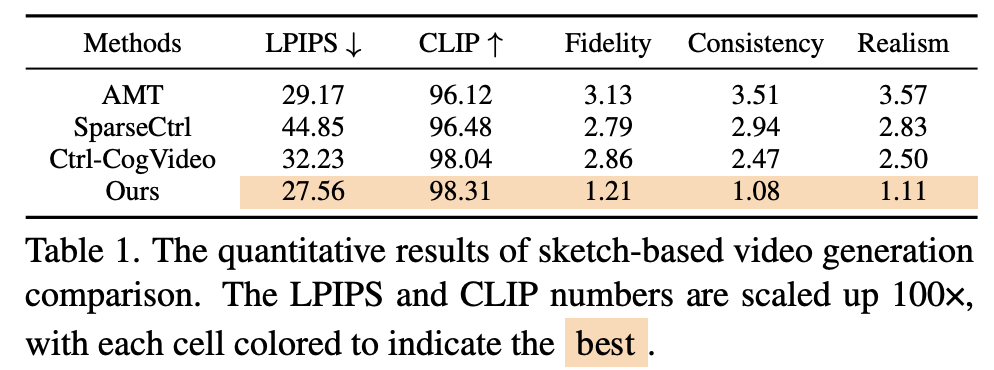 Methods LPIPS ↓ CLIP ↑ Fidelity Consistency Realism
AMT 29.17 96.12 3.13 3.51 3.57
SparseCtrl 44.85 96.48 2.79 2.94 2.83
Ctrl-CogVideo 32.23 98.04 2.86 2.47 2.50
Ours 27.56 98.31 1.21 1.08 1.11
Table 1. The quantitative results of sketch-based video generation
comparison. The LPIPS and CLIP numbers are scaled up 100×,
with each cell colored to indicate the best .